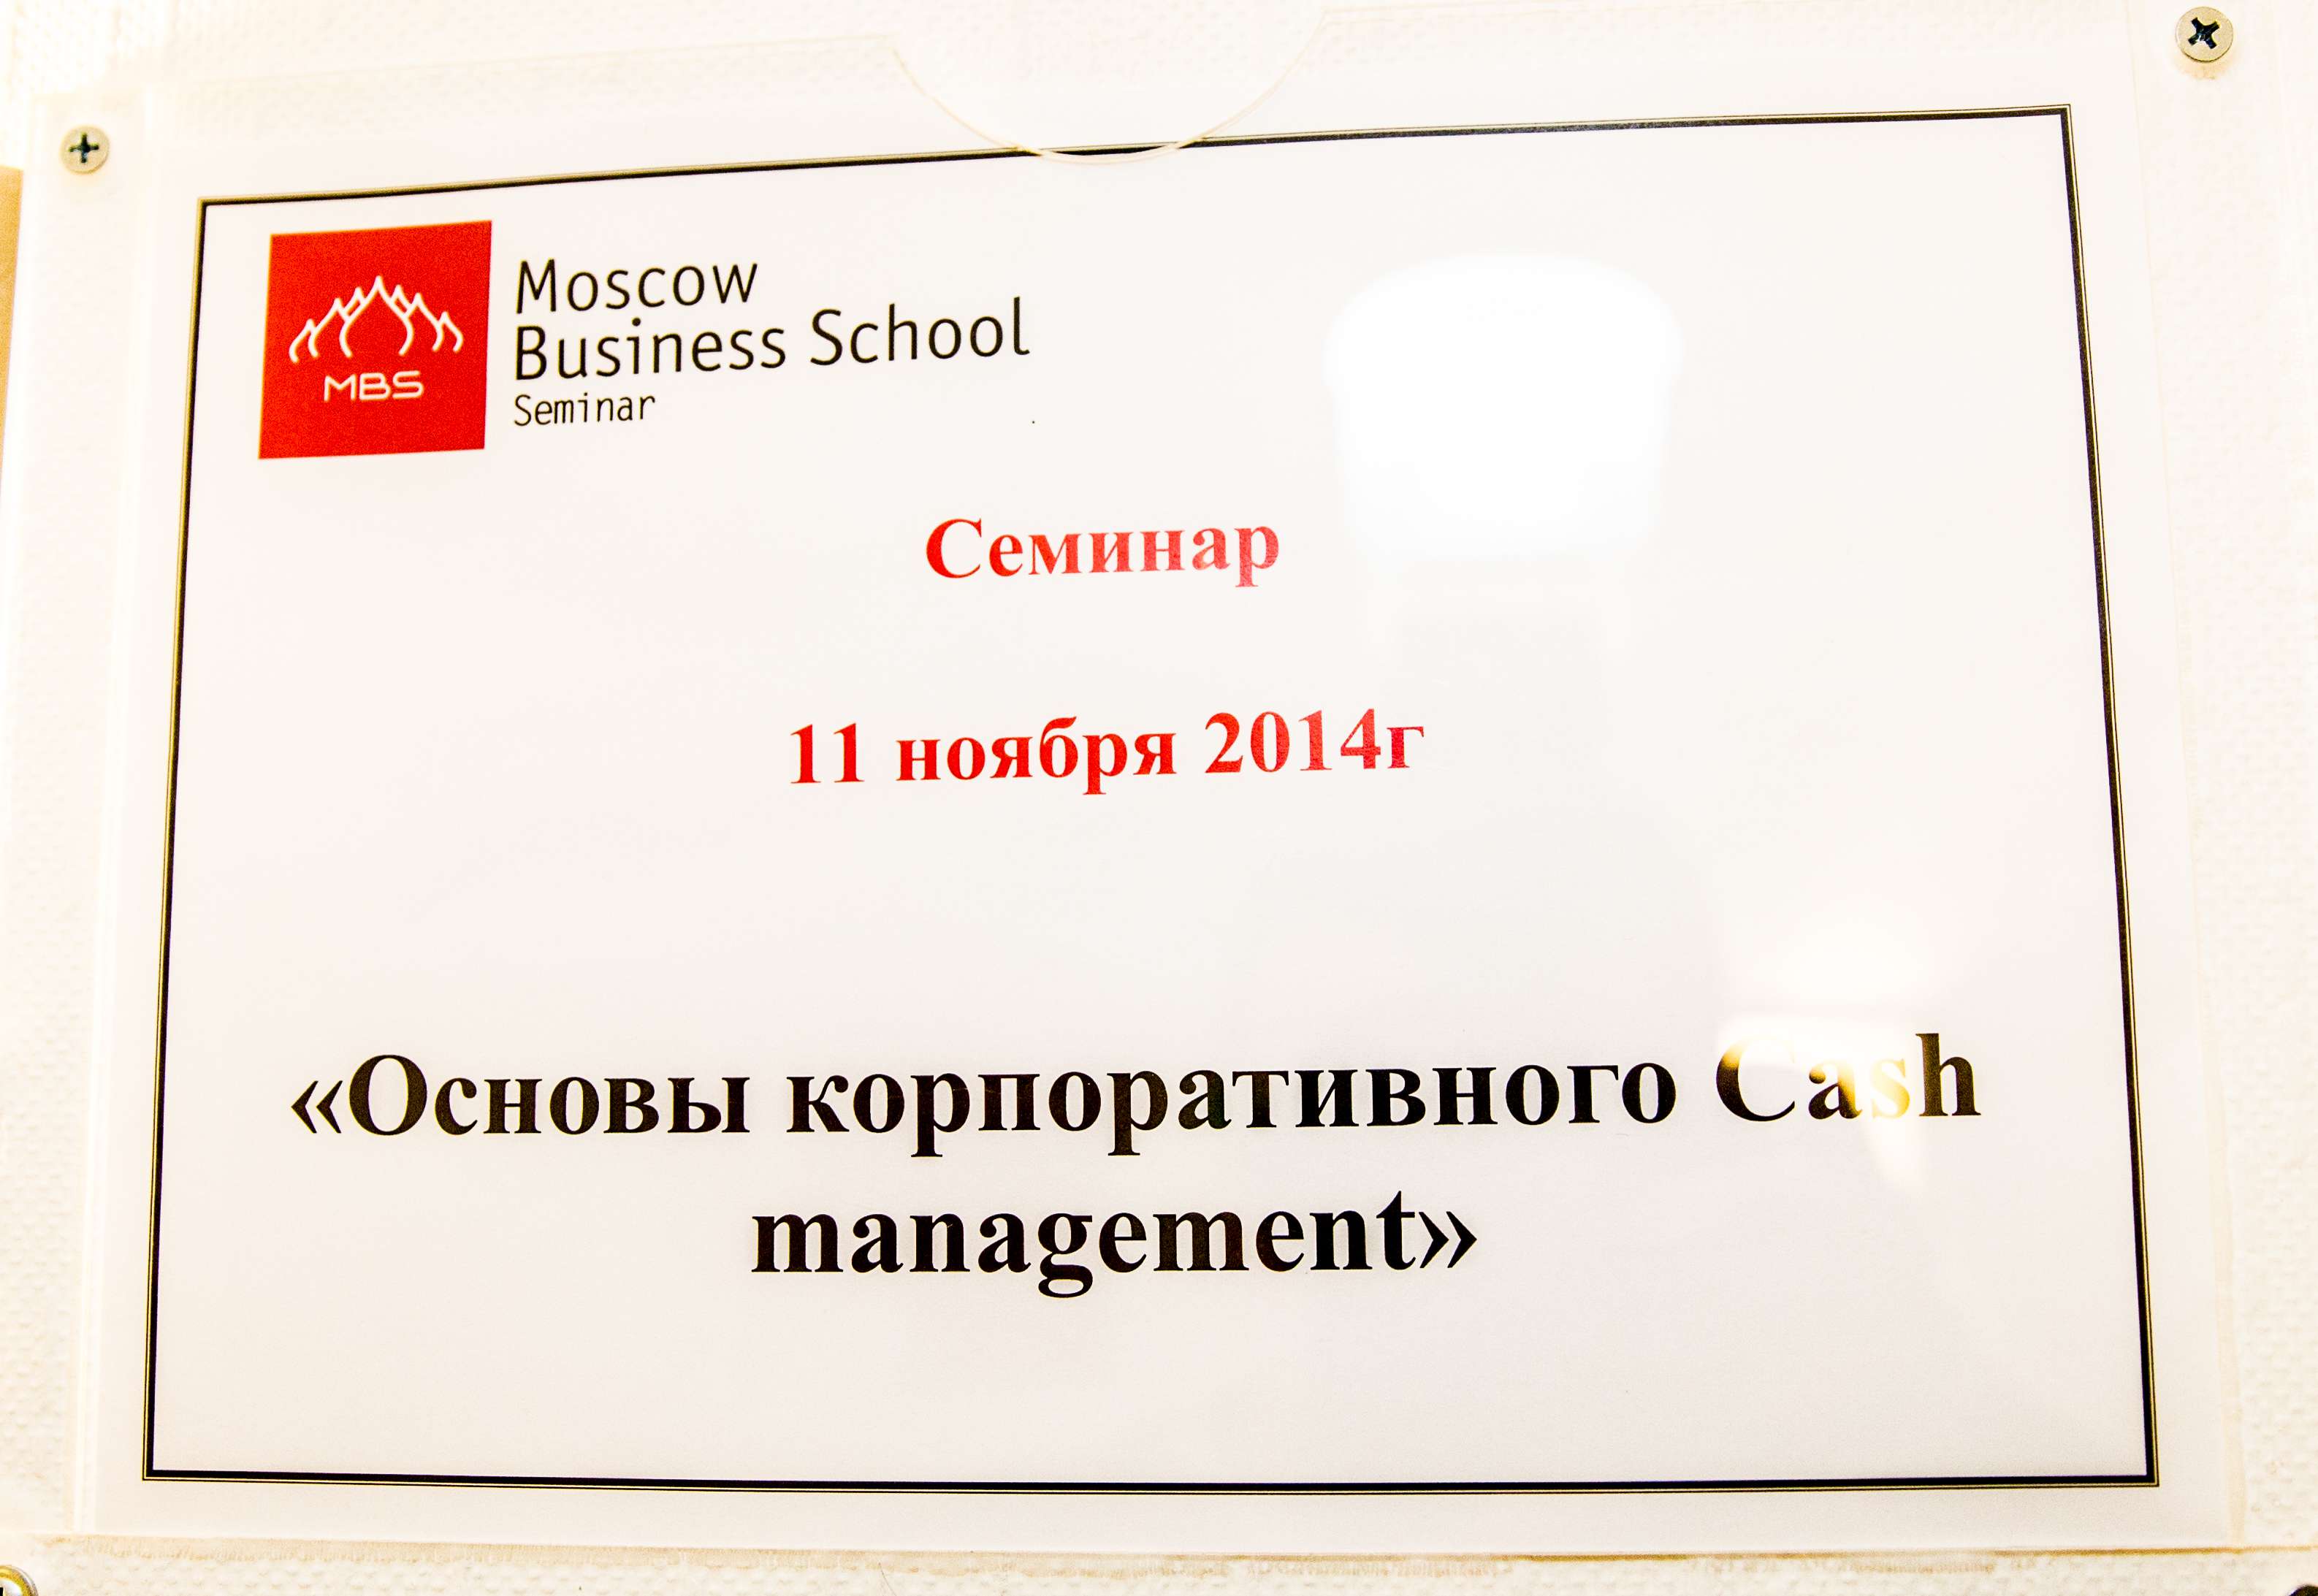 MBS
Moscow
Business School
Seminar
Семинар
11 ноября 2014г
«Основы корпоративного Cash
management»